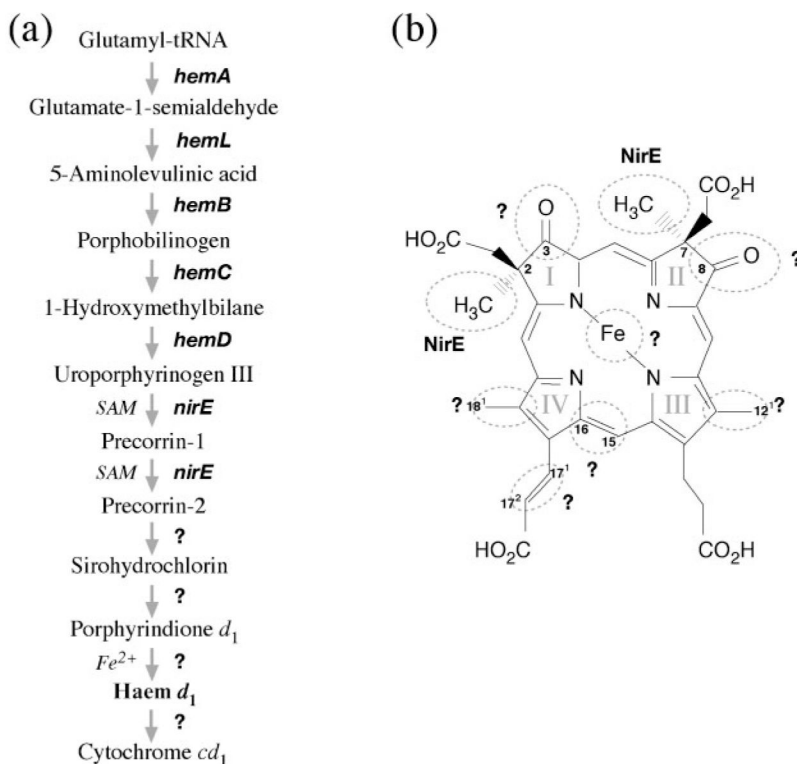 (a)
Glutamyl-tRNA
hemA
Glutamate-1-semialdehyde
hemL
5-Aminolevulinic acid
hemB
Porphobilinogen
hemC
1-Hydroxymethylbilane
hemD
Uroporphyrinogen III
SAM nirE
Precorrin-1
SAM nirE
Precorrin-2
?
Sirohydrochlorin
?
Porphyrindione d₁
Fe²⁺ ?
Haem d₁
?
Cytochrome cd₁
(b)
NirE
CO₂H
H₃C
? O
HO₂C
3
7
8 O ?
2
I
II
H₃C
N
N
NirE
Fe ?
N
N
? 18¹
IV
III
12¹ ?
16
15
?
17¹
17²
?
HO₂C
CO₂H